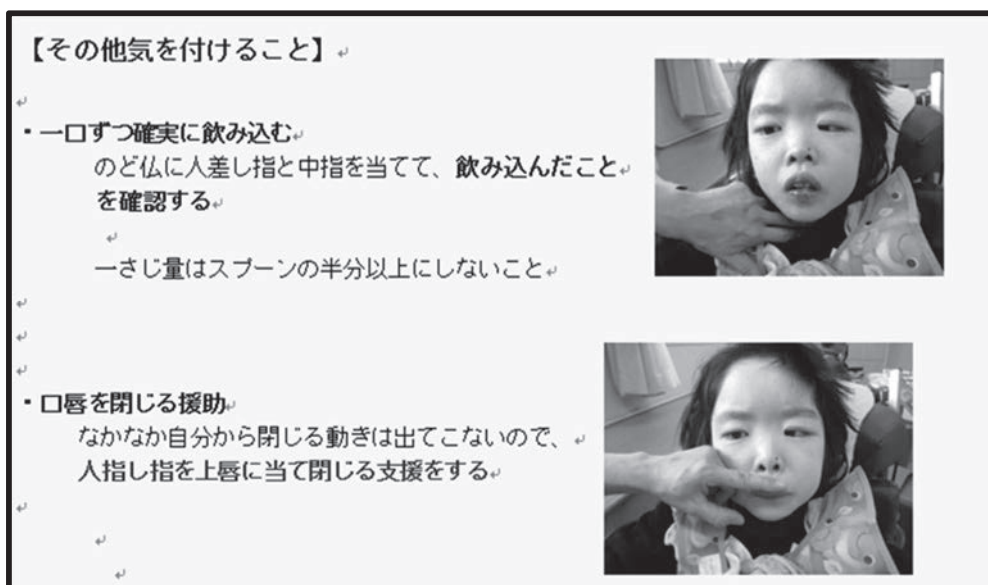 【その他気を付けること】
・一口ずつ確実に飲み込む
のど仏に人差し指と中指を当てて、飲み込んだこと
を確認する
一さじ量はスプーンの半分以上にしないこと
・口唇を閉じる援助
なかなか自分から閉じる動きは出てこないので、
人指し指を上唇に当て閉じる支援をする